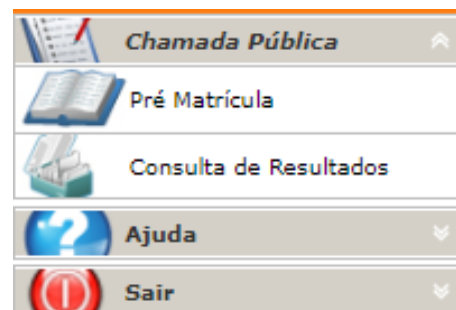 Chamada Pública
Pré Matrícula
Consulta de Resultados
Ajuda
Sair